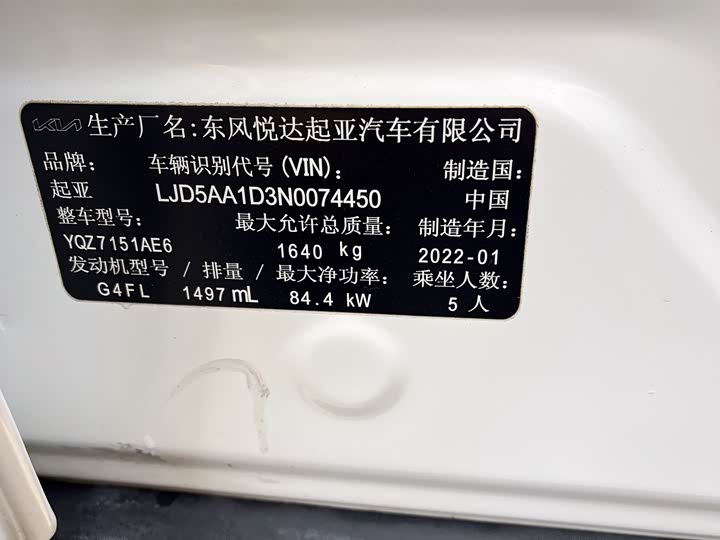 KIA 生产厂名:东风悦达起亚汽车有限公司
品牌: 车辆识别代号(VIN): 制造国:
起亚 LJD5AA1D3N0074450 中国
整车型号: 最大允许总质量: 制造年月:
YQZ7151AE6 1640 kg 2022-01
发动机型号 / 排量 / 最大净功率: 乘坐人数:
G4FL 1497 mL 84.4 kW 5 人